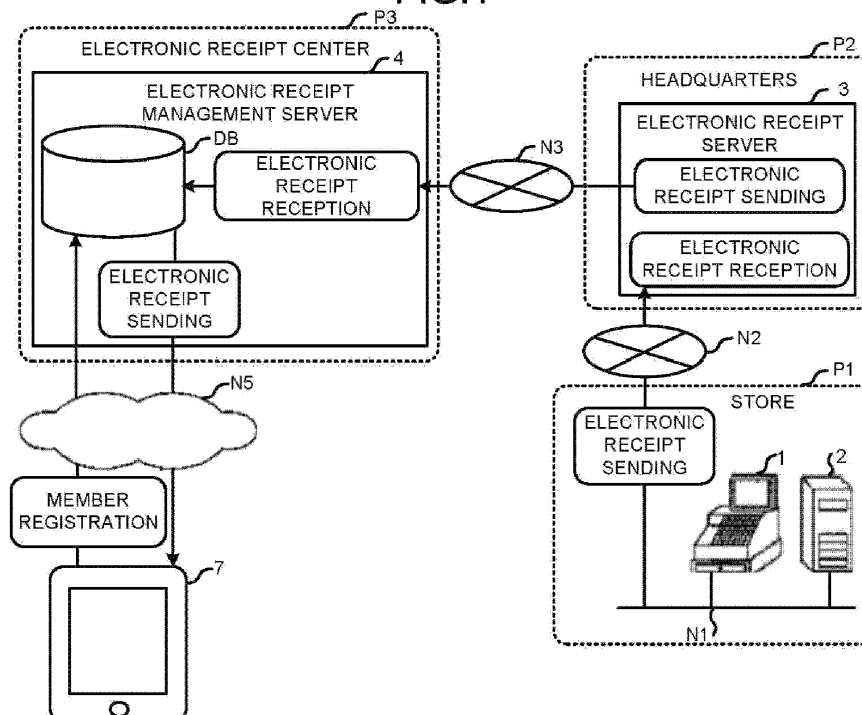 P3
ELECTRONIC RECEIPT CENTER
4
ELECTRONIC RECEIPT
MANAGEMENT SERVER
DB
ELECTRONIC
RECEIPT
RECEPTION
ELECTRONIC
RECEIPT
SENDING
N3
P2
HEADQUARTERS
3
ELECTRONIC RECEIPT
SERVER
ELECTRONIC
RECEIPT SENDING
ELECTRONIC
RECEIPT RECEPTION
N2
P1
STORE
ELECTRONIC
RECEIPT
SENDING
1
2
N1
N5
MEMBER
REGISTRATION
7